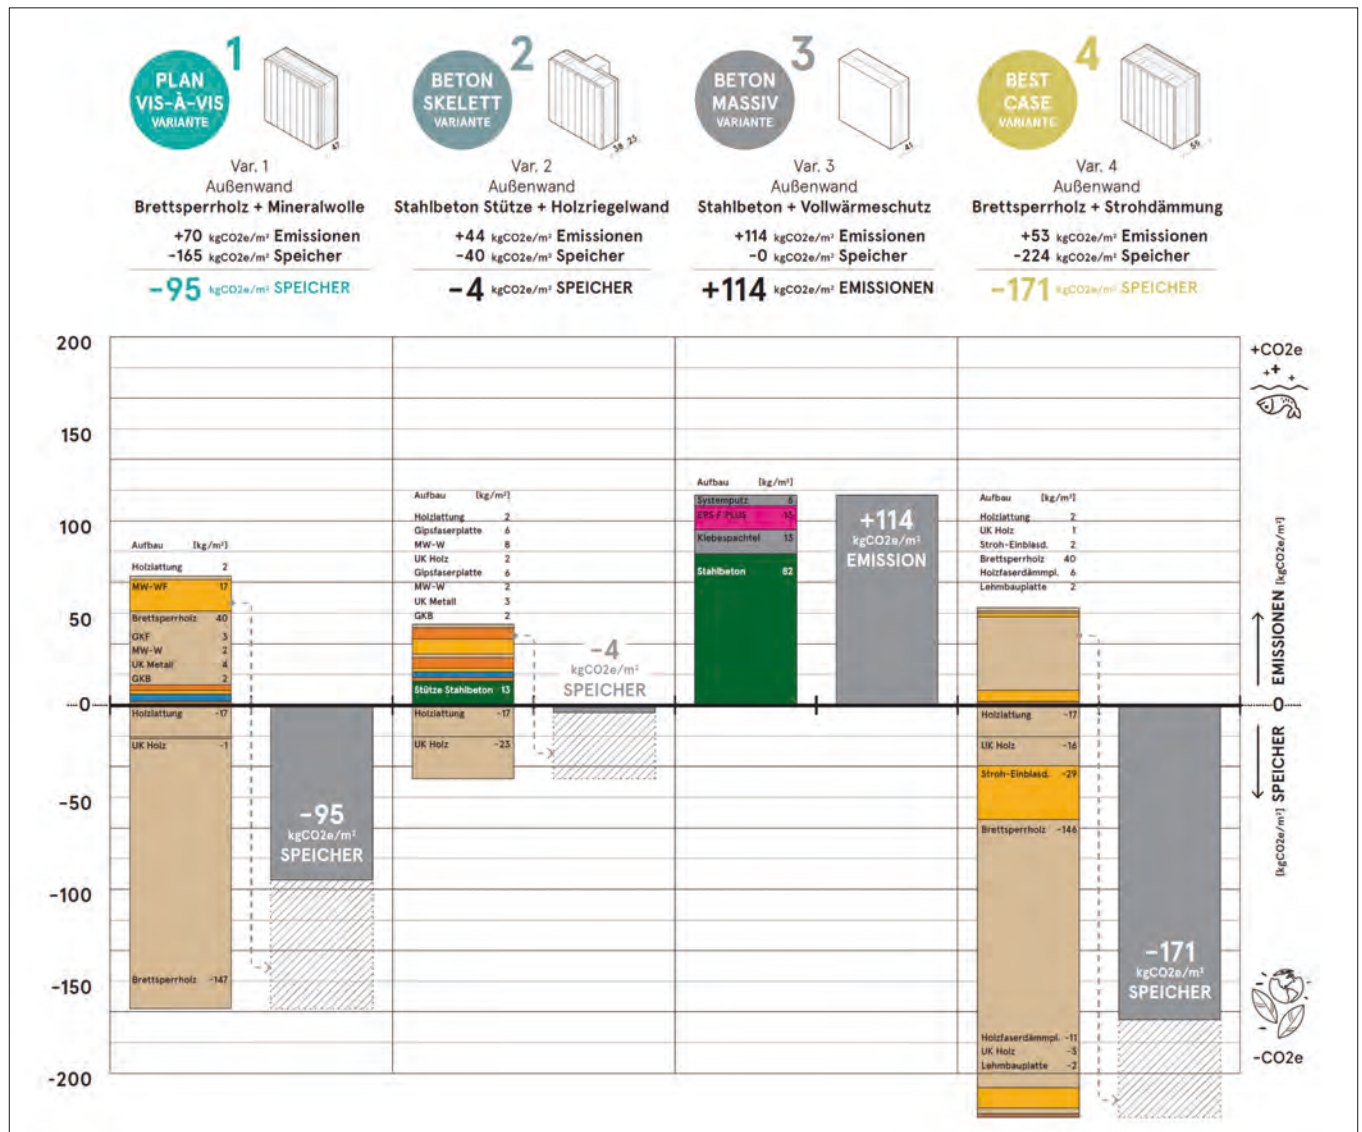 1
PLAN
VIS-À-VIS
VARIANTE
47
Var. 1
Außenwand
Brettsperrholz + Mineralwolle
+70 kgCO2e/m² Emissionen
-165 kgCO2e/m² Speicher
-95 kgCO2e/m² SPEICHER
2
BETON
SKELETT
VARIANTE
38 25
Var. 2
Außenwand
Stahlbeton Stütze + Holzriegelwand
+44 kgCO2e/m² Emissionen
-40 kgCO2e/m² Speicher
-4 kgCO2e/m² SPEICHER
3
BETON
MASSIV
VARIANTE
41
Var. 3
Außenwand
Stahlbeton + Vollwärmeschutz
+114 kgCO2e/m² Emissionen
-0 kgCO2e/m² Speicher
+114 kgCO2e/m² EMISSIONEN
4
BEST
CASE
VARIANTE
55
Var. 4
Außenwand
Brettsperrholz + Strohdämmung
+53 kgCO2e/m² Emissionen
-224 kgCO2e/m² Speicher
-171 kgCO2e/m² SPEICHER
200
150
100
50
0
-50
-100
-150
-200
Aufbau [kg/m²]
Holzlattung 2
MW-WF 17
Brettsperrholz 40
GKF 3
MW-W 2
UK Metall 4
GKB 2
Holzlattung -17
UK Holz -1
Brettsperrholz -147
-95
kgCO2e/m²
SPEICHER
Aufbau [kg/m²]
Holzlattung 2
Gipsfaserplatte 6
MW-W 8
UK Holz 2
Gipsfaserplatte 6
MW-W 2
UK Metall 3
GKB 2
Stütze Stahlbeton 13
Holzlattung -17
UK Holz -23
-4
kgCO2e/m²
SPEICHER
Aufbau [kg/m²]
Systemputz 6
EPS F PLUS
Klebespachtel 13
Stahlbeton 82
+114
kgCO2e/m²
EMISSION
Aufbau [kg/m²]
Holzlattung 2
UK Holz 1
Stroh-Einblasd. 2
Brettsperrholz 40
Holzfaserdämmpl. 6
Lehmbauplatte 2
Holzlattung -17
UK Holz -16
Stroh-Einblasd. -29
Brettsperrholz -146
Holzfaserdämmpl. -11
UK Holz -3
Lehmbauplatte -2
-171
kgCO2e/m²
SPEICHER
+CO2e
EMISSIONEN [kgCO2e/m²]
0
[kgCO2e/m²] SPEICHER
-CO2e